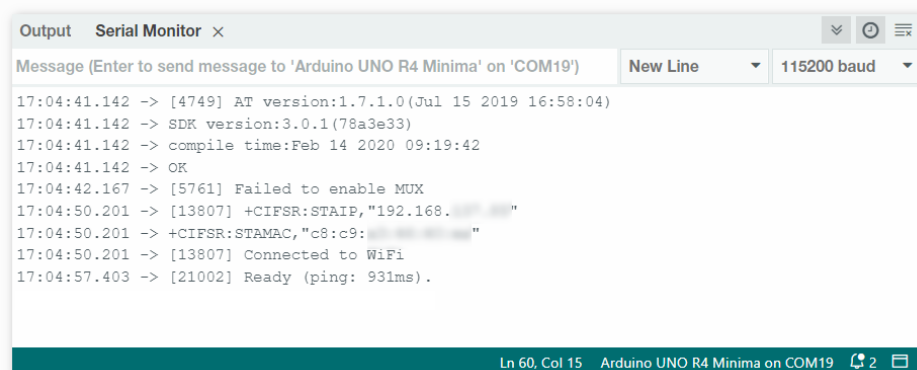 Output Serial Monitor ×
Message (Enter to send message to 'Arduino UNO R4 Minima' on 'COM19') New Line 115200 baud
17:04:41.142 -> [4749] AT version:1.7.1.0(Jul 15 2019 16:58:04)
17:04:41.142 -> SDK version:3.0.1(78a3e33)
17:04:41.142 -> compile time:Feb 14 2020 09:19:42
17:04:41.142 -> OK
17:04:42.167 -> [5761] Failed to enable MUX
17:04:50.201 -> [13807] +CIFSR:STAIP,"192.168. "
17:04:50.201 -> +CIFSR:STAMAC,"c8:c9: "
17:04:50.201 -> [13807] Connected to WiFi
17:04:57.403 -> [21002] Ready (ping: 931ms).
Ln 60, Col 15 Arduino UNO R4 Minima on COM19 2